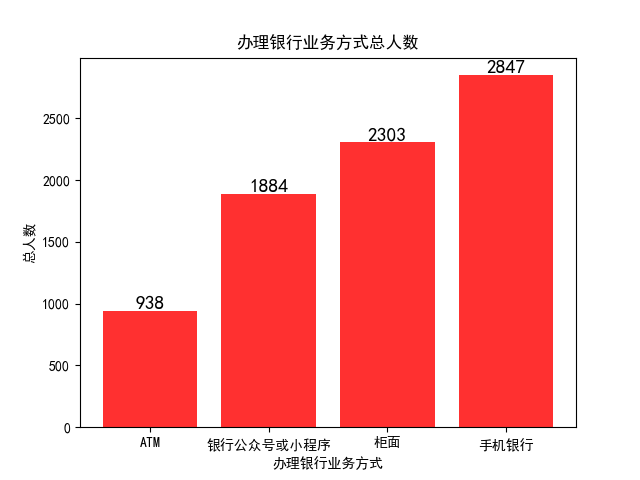 办理银行业务方式总人数
2847
2303
1884
938
总人数
2500
2000
1500
1000
500
0
ATM
银行公众号或小程序
柜面
手机银行
办理银行业务方式